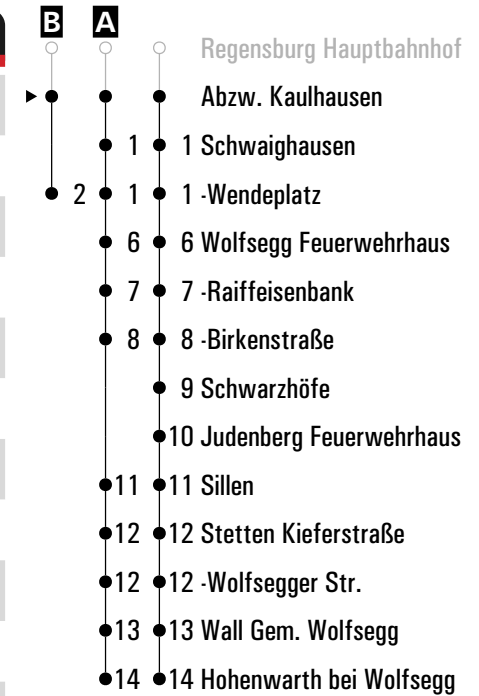 B A
Regensburg Hauptbahnhof
Abzw. Kaulhausen
1 1 Schwaighausen
2 1 1 -Wendeplatz
6 6 Wolfsegg Feuerwehrhaus
7 7 -Raiffeisenbank
8 8 -Birkenstraße
9 Schwarzhöfe
10 Judenberg Feuerwehrhaus
11 11 Sillen
12 12 Stetten Kieferstraße
12 12 -Wolfsegger Str.
13 13 Wall Gem. Wolfsegg
14 14 Hohenwarth bei Wolfsegg